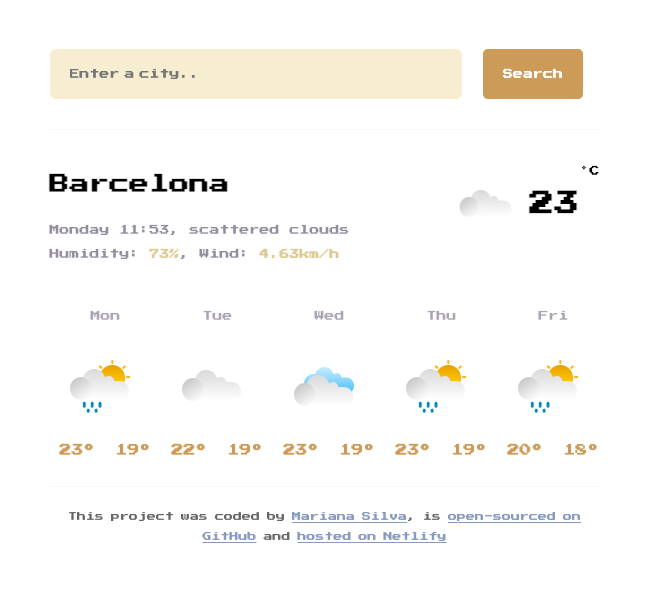 Enter a city..
Search
Barcelona
23
°C
Monday 11:53, scattered clouds
Humidity: 73%, Wind: 4.63km/h
Mon Tue Wed Thu Fri
23° 19° 22° 19° 23° 19° 23° 19° 20° 18°
This project was coded by Mariana Silva, is open-sourced on
GitHub and hosted on Netlify